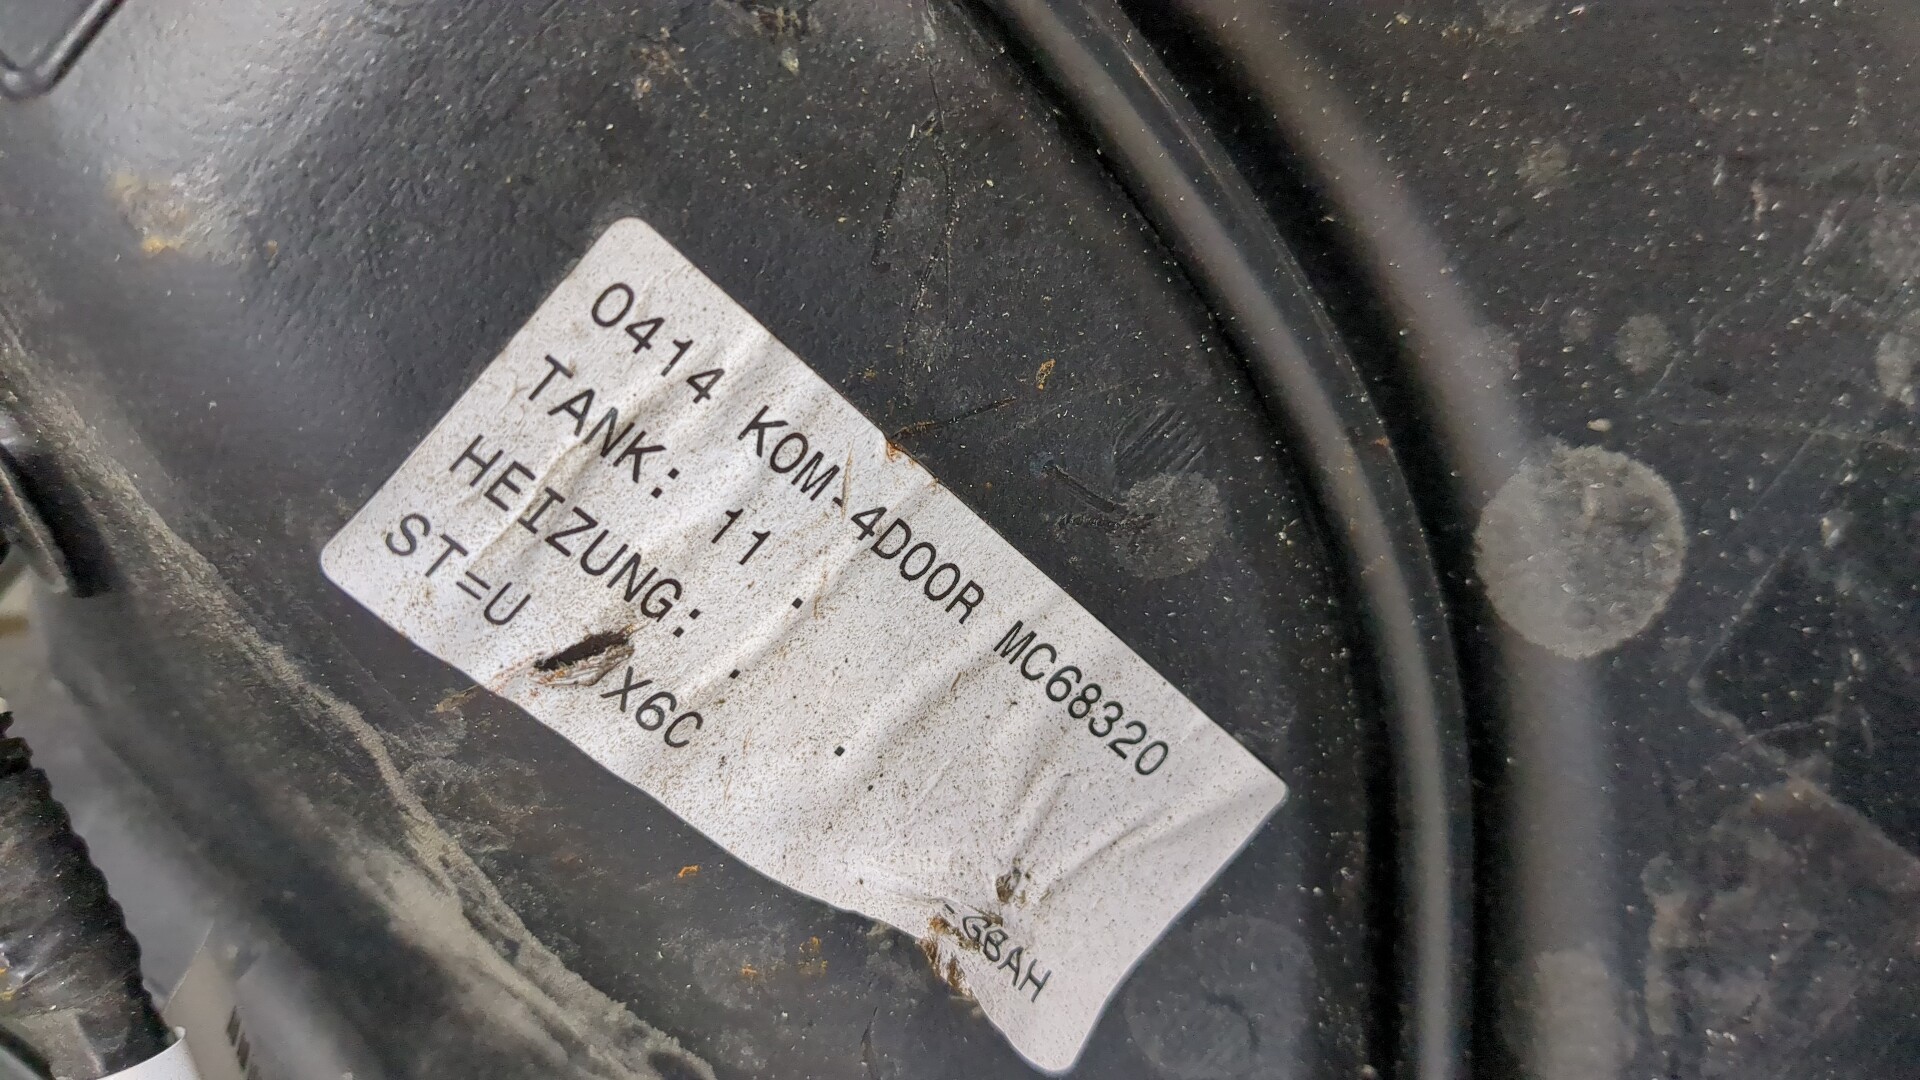 0414 KOM-4DOOR MC68320
TANK: 11 .
HEIZUNG: .
ST=U X6C .
-GBAH